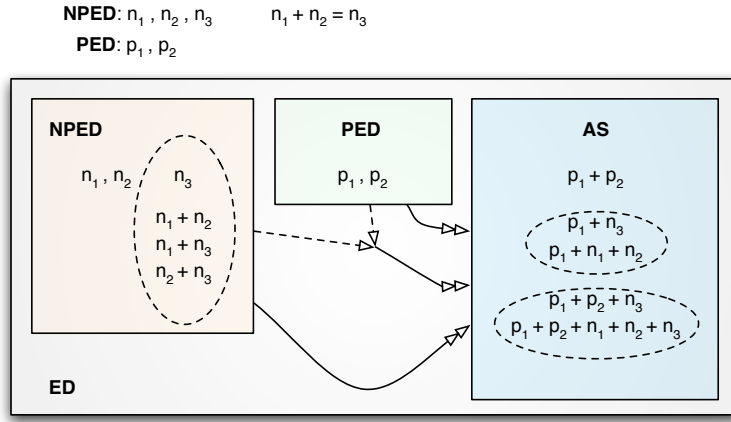 NPED: n₁ , n₂ , n₃ n₁ + n₂ = n₃
PED: p₁ , p₂
NPED
n₁ , n₂
n₃
n₁ + n₂
n₁ + n₃
n₂ + n₃
PED
p₁ , p₂
AS
p₁ + p₂
p₁ + n₃
p₁ + n₁ + n₂
p₁ + p₂ + n₃
p₁ + p₂ + n₁ + n₂ + n₃
ED